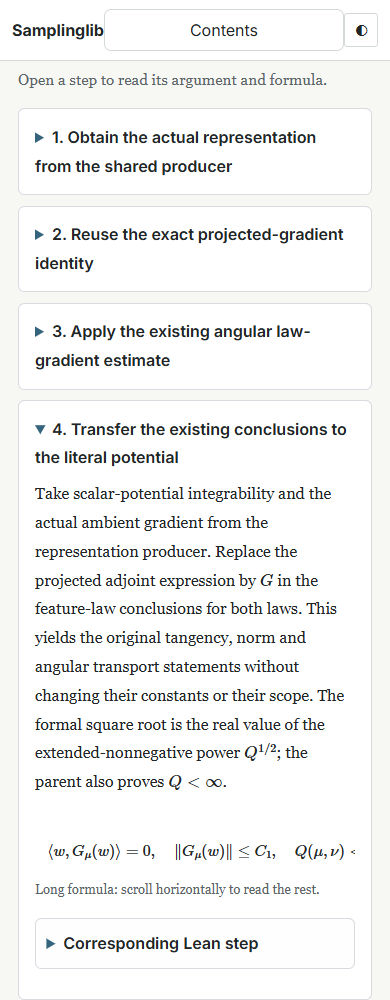 Samplinglib Contents
Open a step to read its argument and formula.
1. Obtain the actual representation
from the shared producer
2. Reuse the exact projected-gradient
identity
3. Apply the existing angular law-
gradient estimate
4. Transfer the existing conclusions to
the literal potential
Take scalar-potential integrability and the
actual ambient gradient from the
representation producer. Replace the
projected adjoint expression by G in the
feature-law conclusions for both laws. This
yields the original tangency, norm and
angular transport statements without
changing their constants or their scope. The
formal square root is the real value of the
extended-nonnegative power Q^{1/2}; the
parent also proves Q < ∞.
⟨w, G_μ(w)⟩ = 0, ‖G_μ(w)‖ ≤ C₁, Q(μ, ν) <
Long formula: scroll horizontally to read the rest.
Corresponding Lean step